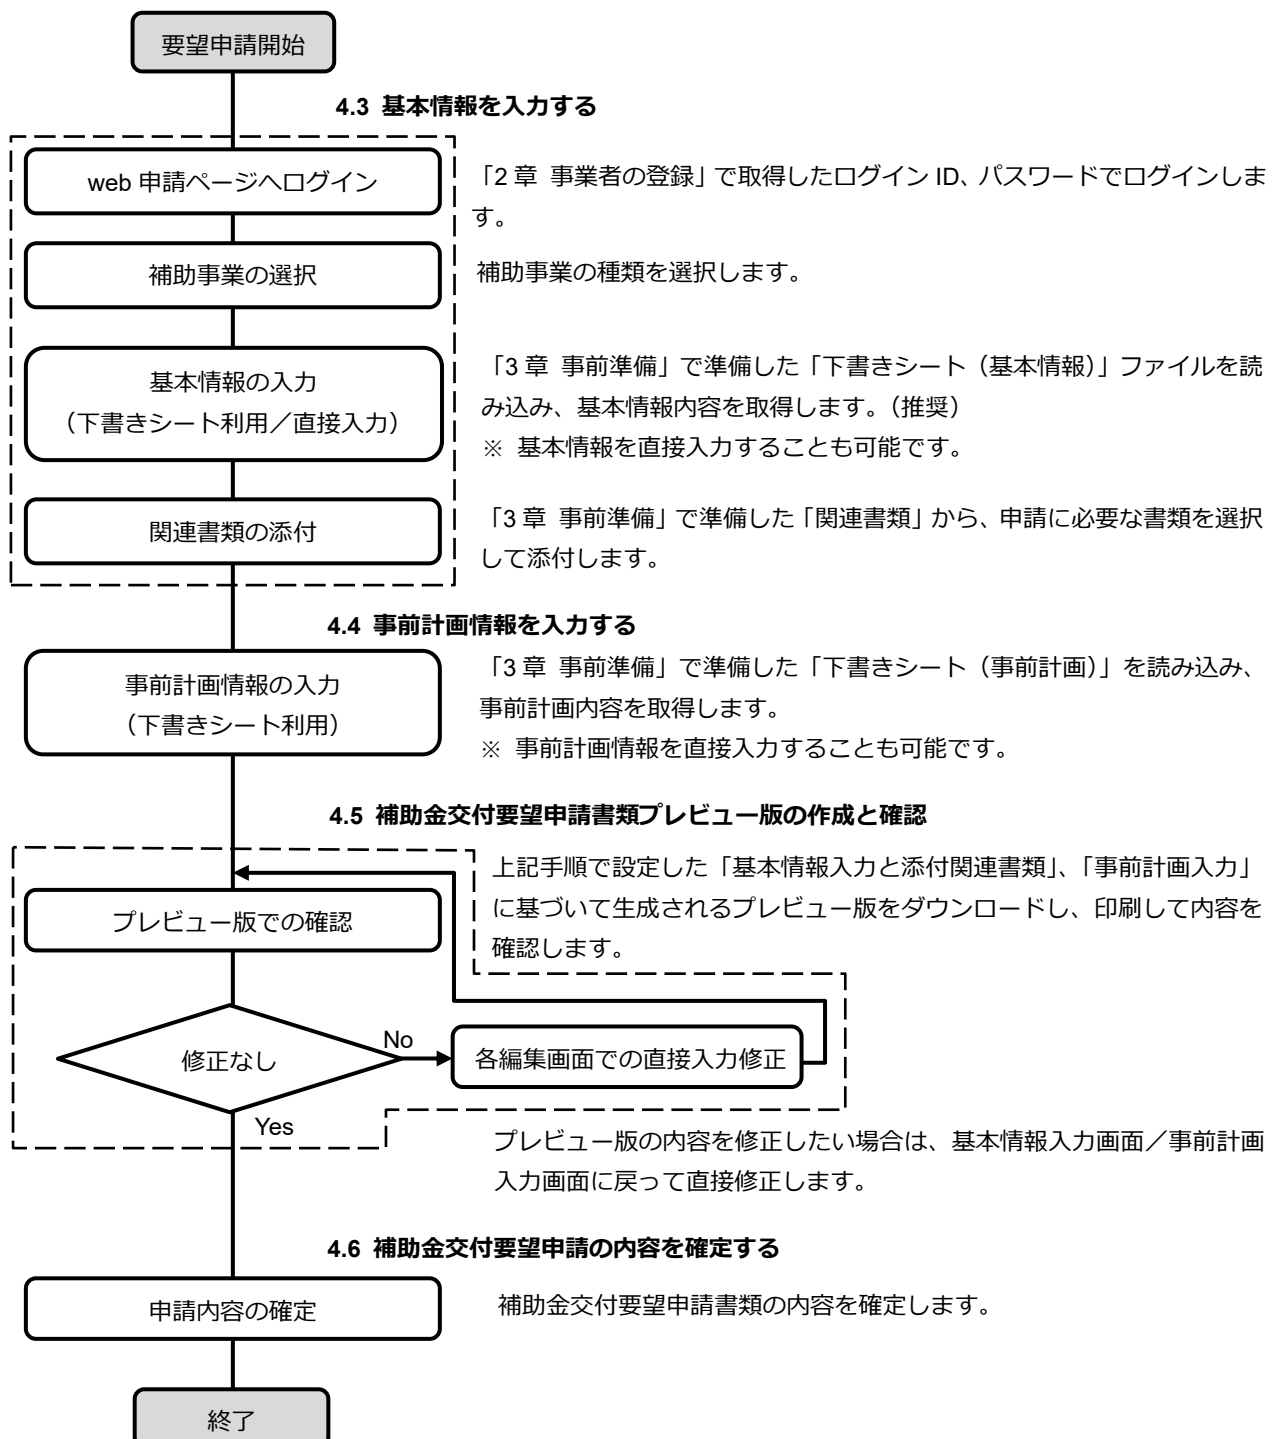 要望申請開始
4.3 基本情報を入力する
web 申請ページへログイン
「2 章 事業者の登録」で取得したログイン ID、パスワードでログインしま
す。
補助事業の選択
補助事業の種類を選択します。
基本情報の入力
（下書きシート利用／直接入力）
「3 章 事前準備」で準備した「下書きシート（基本情報）」ファイルを読
み込み、基本情報内容を取得します。（推奨）
※ 基本情報を直接入力することも可能です。
関連書類の添付
「3 章 事前準備」で準備した「関連書類」から、申請に必要な書類を選択
して添付します。
4.4 事前計画情報を入力する
事前計画情報の入力
（下書きシート利用）
「3 章 事前準備」で準備した「下書きシート（事前計画）」を読み込み、
事前計画内容を取得します。
※ 事前計画情報を直接入力することも可能です。
4.5 補助金交付要望申請書類プレビュー版の作成と確認
プレビュー版での確認
上記手順で設定した「基本情報入力と添付関連書類」、「事前計画入力」
に基づいて生成されるプレビュー版をダウンロードし、印刷して内容を
確認します。
修正なし
No
各編集画面での直接入力修正
Yes
プレビュー版の内容を修正したい場合は、基本情報入力画面／事前計画
入力画面に戻って直接修正します。
4.6 補助金交付要望申請の内容を確定する
申請内容の確定
補助金交付要望申請書類の内容を確定します。
終了